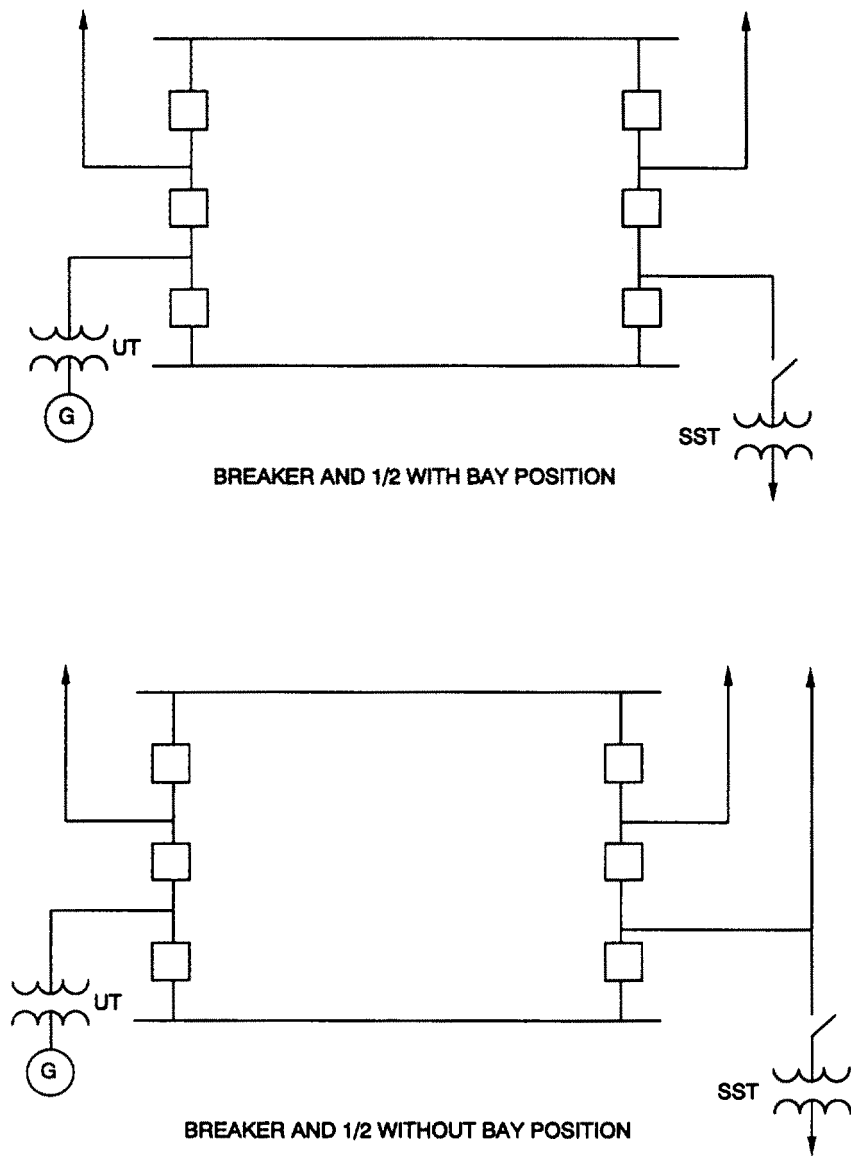 UT
G
SST
BREAKER AND 1/2 WITH BAY POSITION
UT
G
SST
BREAKER AND 1/2 WITHOUT BAY POSITION